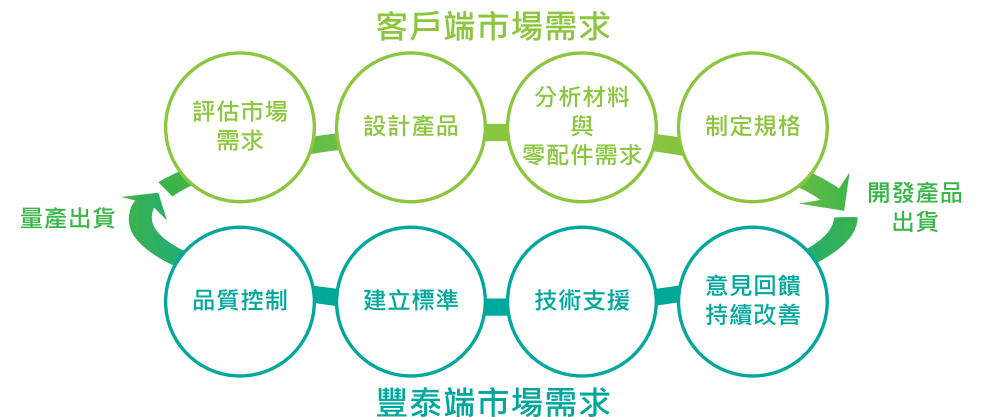 客戶端市場需求
評估市場
需求
設計產品
分析材料
與
零配件需求
制定規格
開發產品
出貨
量產出貨
品質控制
建立標準
技術支援
意見回饋
持續改善
豐泰端市場需求